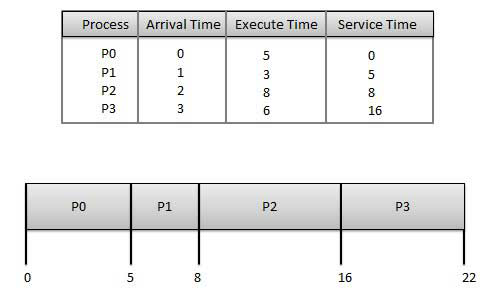 Process Arrival Time Execute Time Service Time
P0 0 5 0
P1 1 3 5
P2 2 8 8
P3 3 6 16
P0 P1 P2 P3
0 5 8 16 22